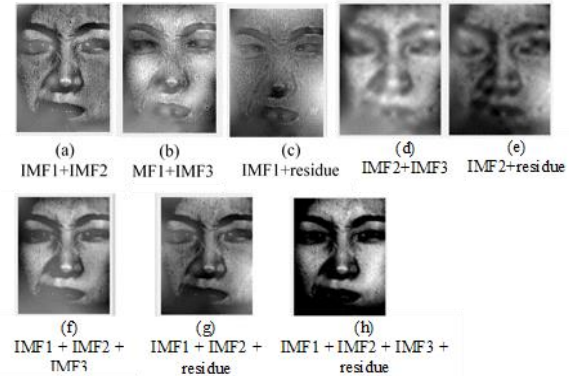 (a) (b) (c) (d) (e)
IMF1+IMF2 MF1+IMF3 IMF1+residue IMF2+IMF3 IMF2+residue
(f) (g) (h)
IMF1 + IMF2 + IMF1 + IMF2 + IMF1 + IMF2 + IMF3 +
IMF3 residue residue